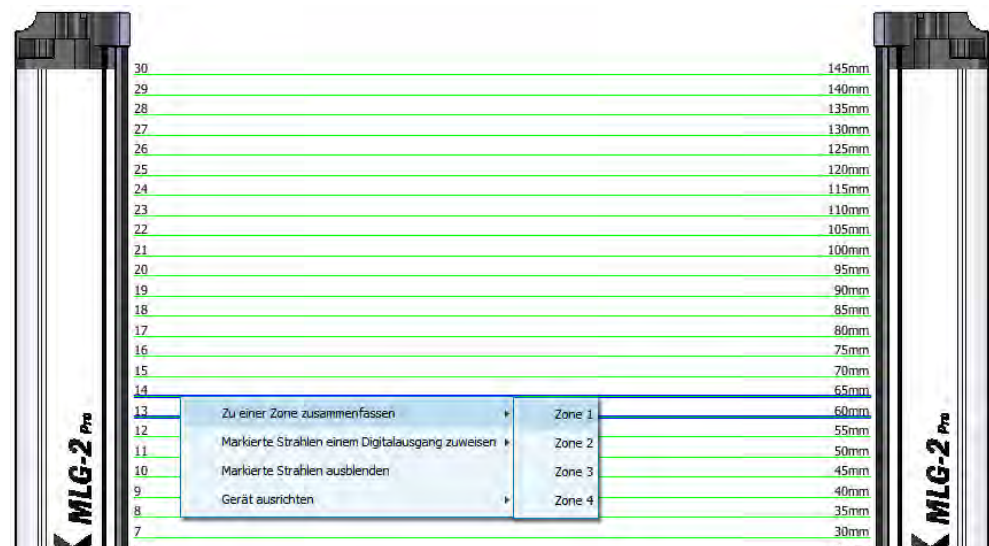 30 145mm
29 140mm
28 135mm
27 130mm
26 125mm
25 120mm
24 115mm
23 110mm
22 105mm
21 100mm
20 95mm
19 90mm
18 85mm
17 80mm
16 75mm
15 70mm
14 65mm
13 60mm
12 55mm
11 50mm
10 45mm
9 40mm
8 35mm
7 30mm
Zu einer Zone zusammenfassen
Markierte Strahlen einem Digitalausgang zuweisen
Markierte Strahlen ausblenden
Gerät ausrichten
Zone 1
Zone 2
Zone 3
Zone 4
MLG-2 Pro
MLG-2 Pro